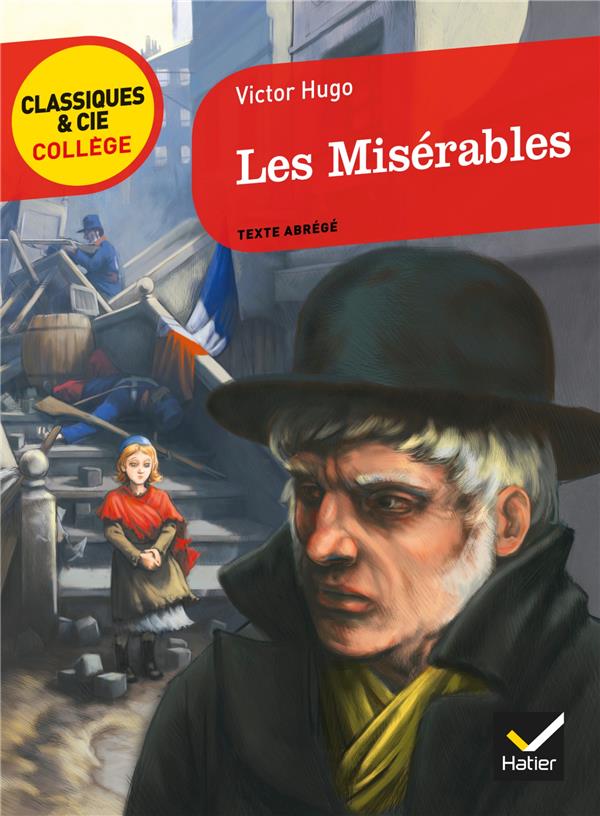 CLASSIQUES
& CIE
COLLÈGE
Victor Hugo
Les Misérables
TEXTE ABRÉGÉ
Hatier